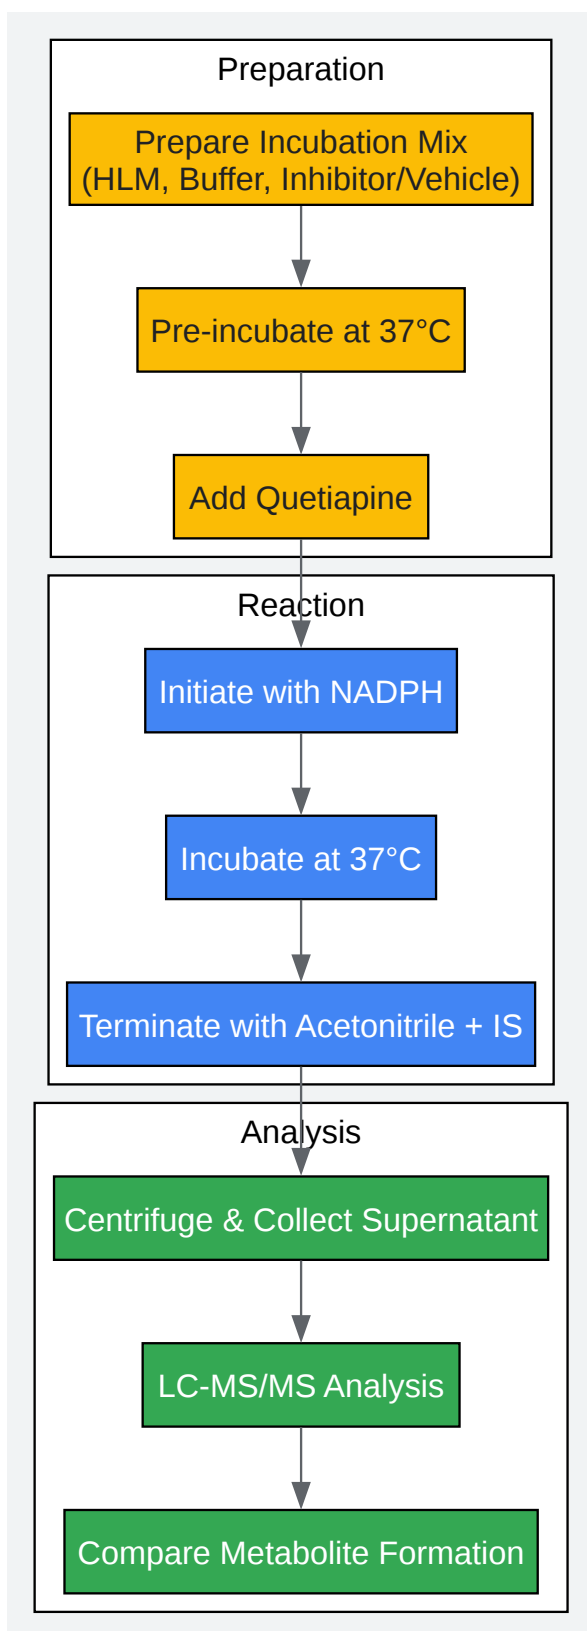 Preparation
Prepare Incubation Mix
(HLM, Buffer, Inhibitor/Vehicle)
Pre-incubate at 37°C
Add Quetiapine
Reaction
Initiate with NADPH
Incubate at 37°C
Terminate with Acetonitrile + IS
Analysis
Centrifuge & Collect Supernatant
LC-MS/MS Analysis
Compare Metabolite Formation